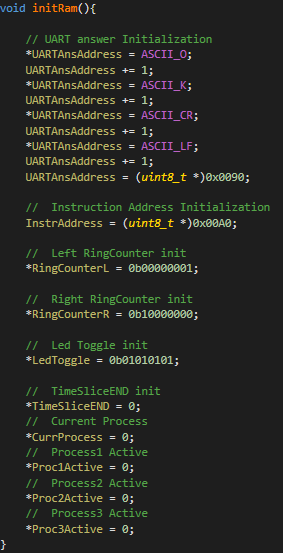 void initRam(){
// UART answer Initialization
*UARTAnsAddress = ASCII_O;
UARTAnsAddress += 1;
*UARTAnsAddress = ASCII_K;
UARTAnsAddress += 1;
*UARTAnsAddress = ASCII_CR;
UARTAnsAddress += 1;
*UARTAnsAddress = ASCII_LF;
UARTAnsAddress += 1;
UARTAnsAddress = (uint8_t *)0x0090;
//  Instruction Address Initialization
InstrAddress = (uint8_t *)0x00A0;
//  Left RingCounter init
*RingCounterL = 0b00000001;
//  Right RingCounter init
*RingCounterR = 0b10000000;
//  Led Toggle init
*LedToggle = 0b01010101;
//  TimeSliceEND init
*TimeSliceEND = 0;
//  Current Process
*CurrProcess = 0;
//  Process1 Active
*Proc1Active = 0;
//  Process2 Active
*Proc2Active = 0;
//  Process3 Active
*Proc3Active = 0;
}